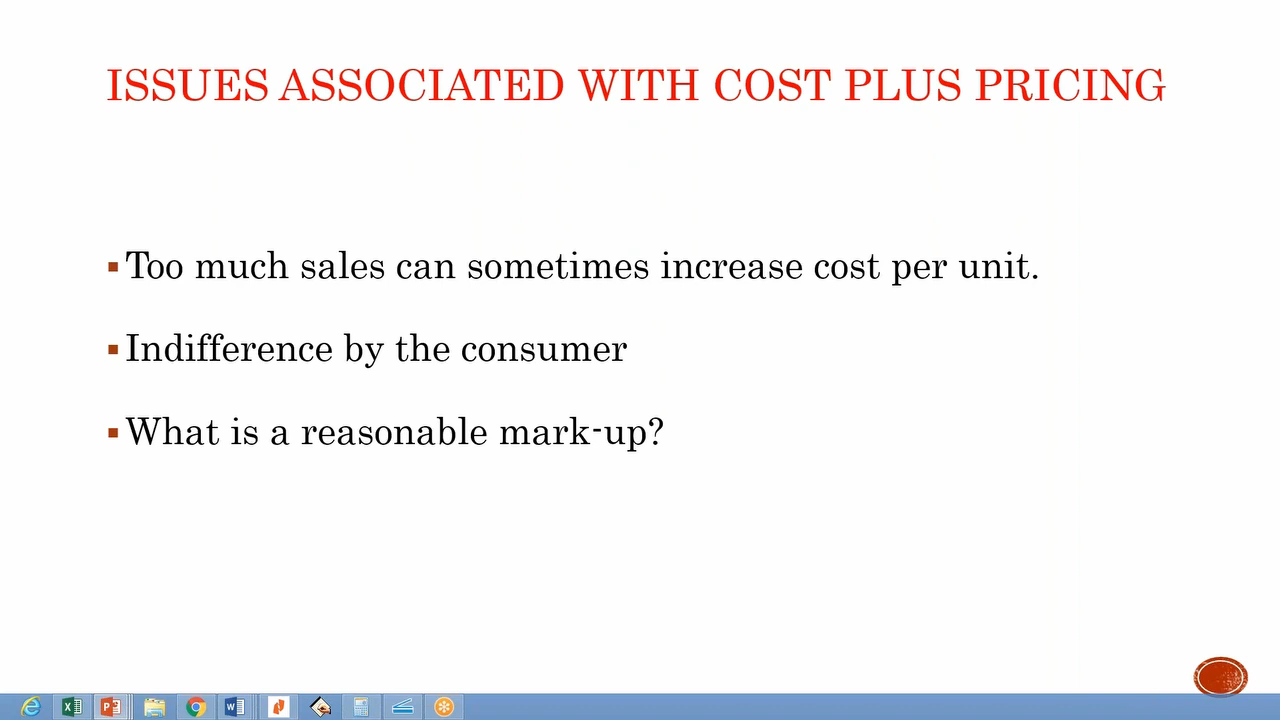 ISSUES ASSOCIATED WITH COST PLUS PRICING
▪Too much sales can sometimes increase cost per unit.
▪Indifference by the consumer
▪What is a reasonable mark-up?